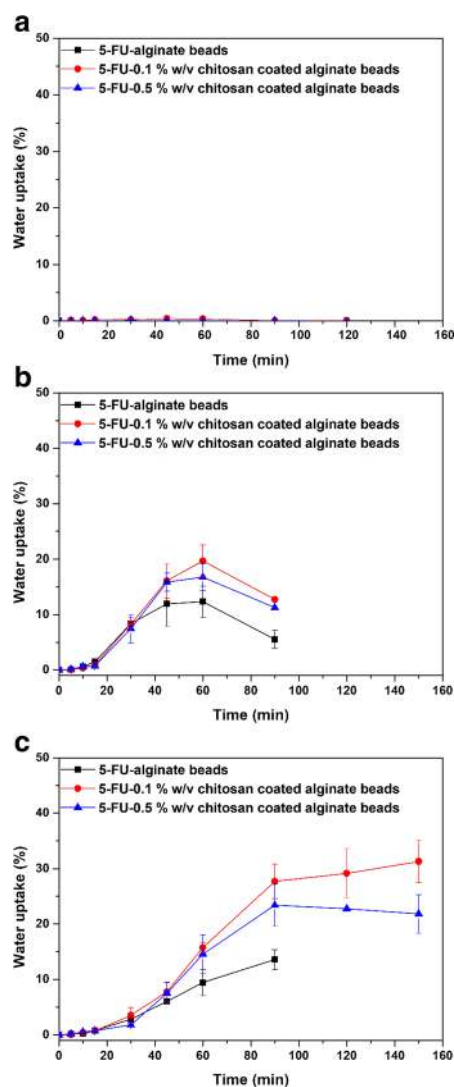 a
50
40
30
20
10
0
Water uptake (%)
5-FU-alginate beads
5-FU-0.1 % w/v chitosan coated alginate beads
5-FU-0.5 % w/v chitosan coated alginate beads
0 20 40 60 80 100 120 140 160
Time (min)
b
50
40
30
20
10
0
Water uptake (%)
5-FU-alginate beads
5-FU-0.1 % w/v chitosan coated alginate beads
5-FU-0.5 % w/v chitosan coated alginate beads
0 20 40 60 80 100 120 140 160
Time (min)
c
50
40
30
20
10
0
Water uptake (%)
5-FU-alginate beads
5-FU-0.1 % w/v chitosan coated alginate beads
5-FU-0.5 % w/v chitosan coated alginate beads
0 20 40 60 80 100 120 140 160
Time (min)